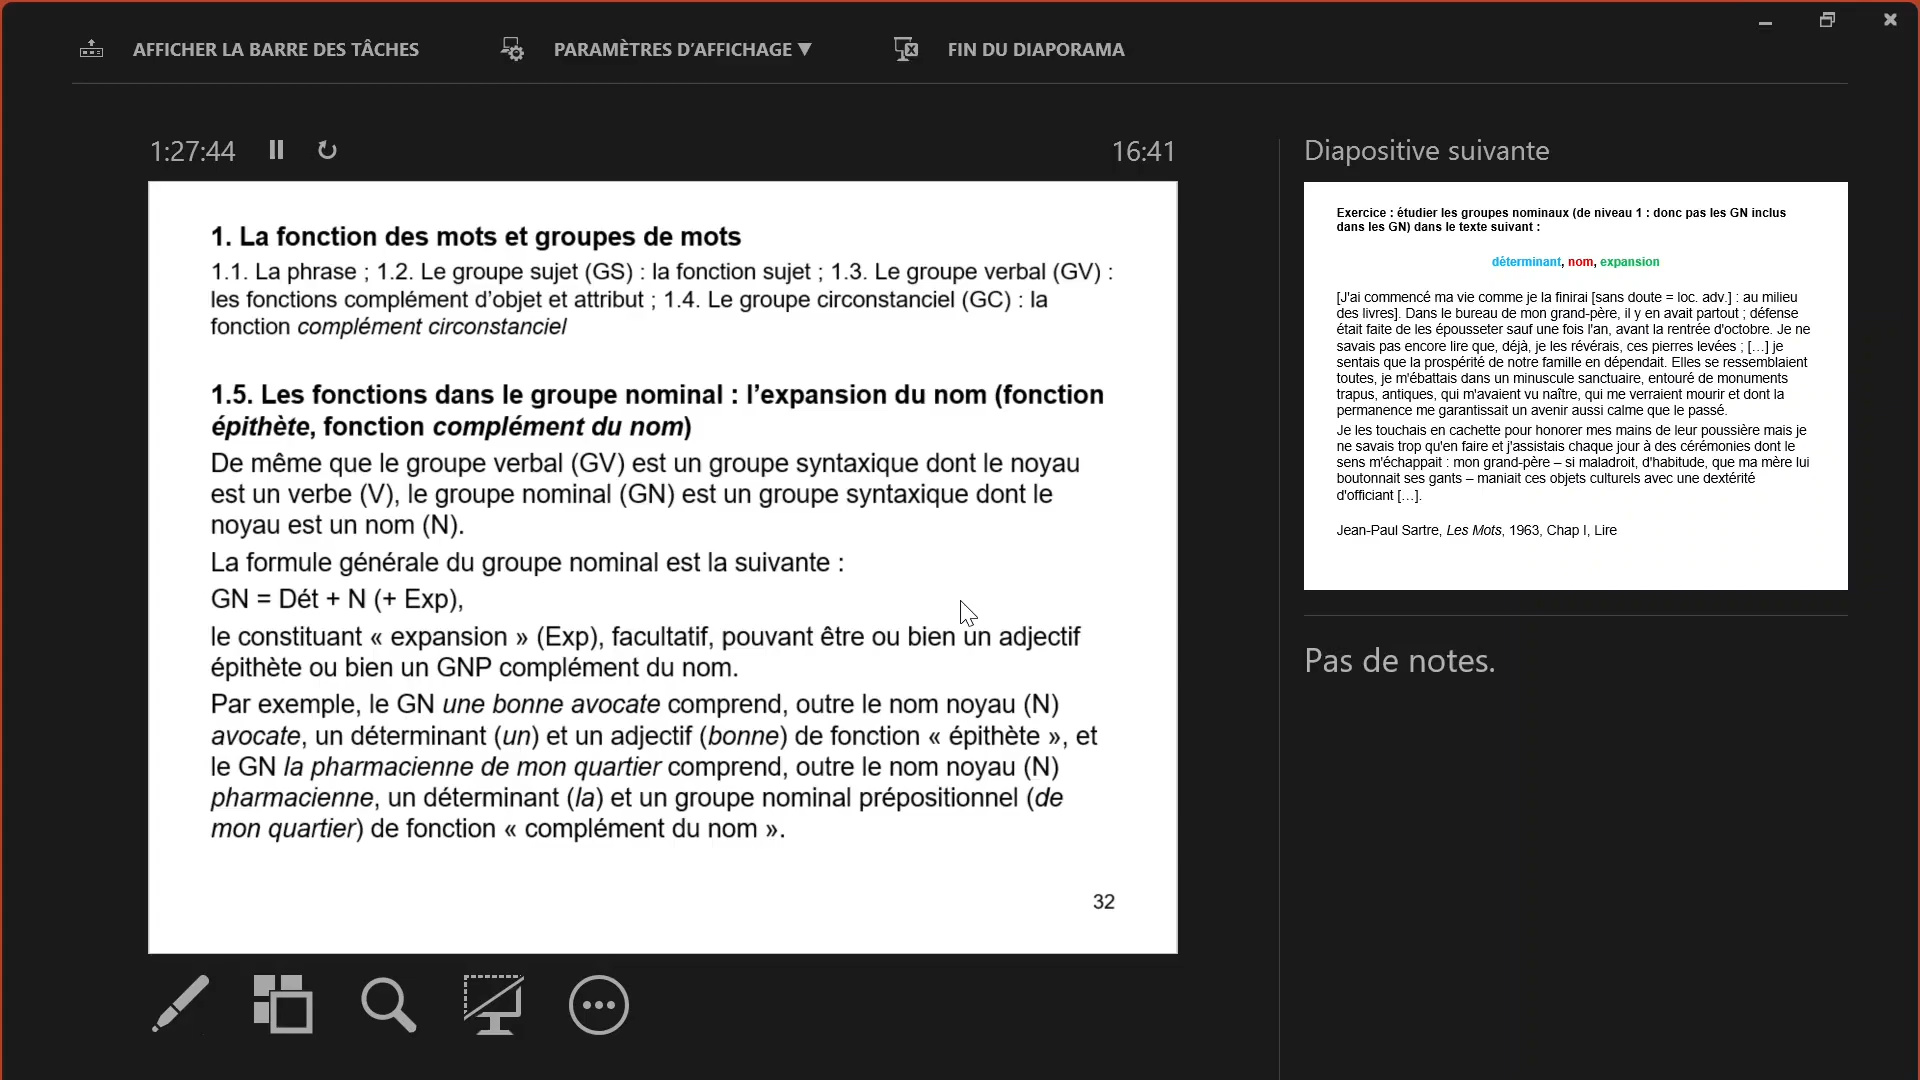 AFFICHER LA BARRE DES TÂCHES
PARAMÈTRES D'AFFICHAGE ▼
FIN DU DIAPORAMA
1:27:44
16:41
1. La fonction des mots et groupes de mots
1.1. La phrase ; 1.2. Le groupe sujet (GS) : la fonction sujet ; 1.3. Le groupe verbal (GV) :
les fonctions complément d'objet et attribut ; 1.4. Le groupe circonstanciel (GC) : la
fonction complément circonstanciel
1.5. Les fonctions dans le groupe nominal : l'expansion du nom (fonction
épithète, fonction complément du nom)
De même que le groupe verbal (GV) est un groupe syntaxique dont le noyau
est un verbe (V), le groupe nominal (GN) est un groupe syntaxique dont le
noyau est un nom (N).
La formule générale du groupe nominal est la suivante :
GN = Dét + N (+ Exp),
le constituant « expansion » (Exp), facultatif, pouvant être ou bien un adjectif
épithète ou bien un GNP complément du nom.
Par exemple, le GN une bonne avocate comprend, outre le nom noyau (N)
avocate, un déterminant (un) et un adjectif (bonne) de fonction « épithète », et
le GN la pharmacienne de mon quartier comprend, outre le nom noyau (N)
pharmacienne, un déterminant (la) et un groupe nominal prépositionnel (de
mon quartier) de fonction « complément du nom ».
32
Diapositive suivante
Exercice : étudier les groupes nominaux (de niveau 1 : donc pas les GN inclus
dans les GN) dans le texte suivant :
déterminant, nom, expansion
[J'ai commencé ma vie comme je la finirai [sans doute = loc. adv.] : au milieu
des livres]. Dans le bureau de mon grand-père, il y en avait partout ; défense
était faite de les épousseter sauf une fois l'an, avant la rentrée d'octobre. Je ne
savais pas encore lire que, déjà, je les révérais, ces pierres levées ; […] je
sentais que la prospérité de notre famille en dépendait. Elles se ressemblaient
toutes, je m'ébattais dans un minuscule sanctuaire, entouré de monuments
trapus, antiques, qui m'avaient vu naître, qui me verraient mourir et dont la
permanence me garantissait un avenir aussi calme que le passé.
Je les touchais en cachette pour honorer mes mains de leur poussière mais je
ne savais trop qu'en faire et j'assistais chaque jour à des cérémonies dont le
sens m'échappait : mon grand-père – si maladroit, d'habitude, que ma mère lui
boutonnait ses gants – maniait ces objets culturels avec une dextérité
d'officiant […].
Jean-Paul Sartre, Les Mots, 1963, Chap I, Lire
Pas de notes.